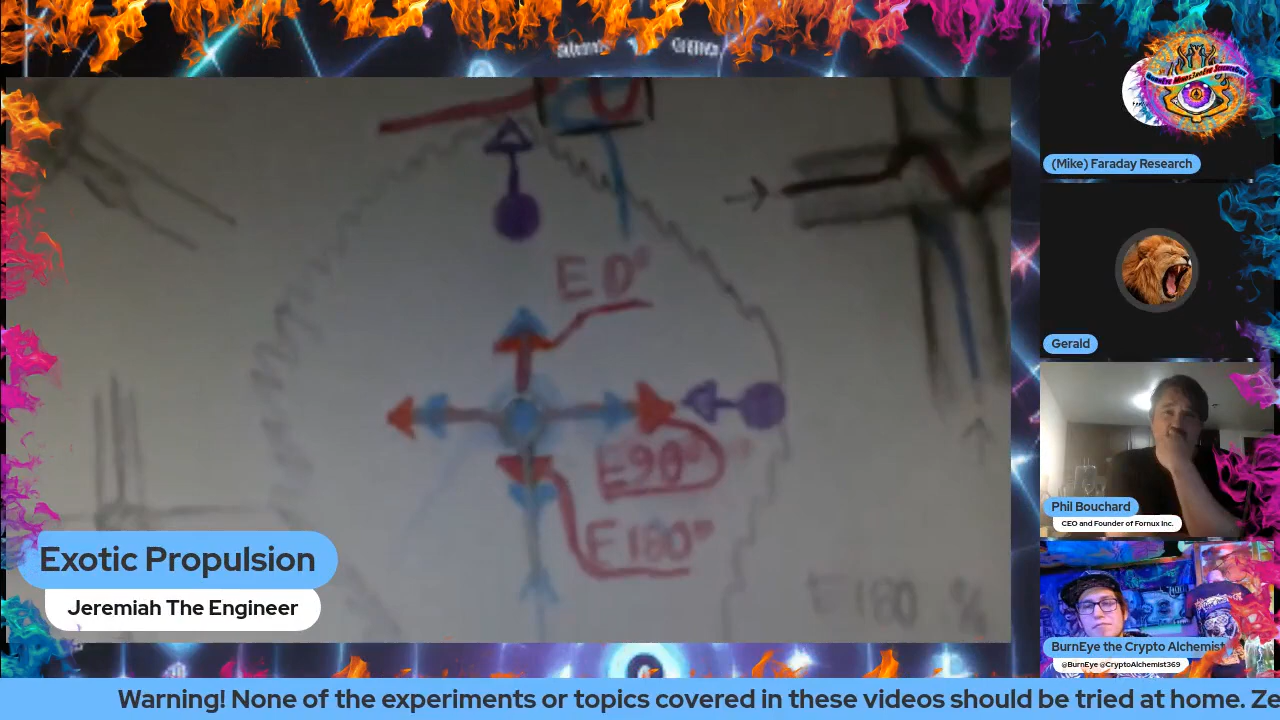 (Mike) Faraday Research
Gerald
Phil Bouchard
CEO and Founder of Fornux Inc.
BurnEye the Crypto Alchemist
@BurnEye @CryptoAlchemist369
E0°
E90°
E180°
E180 %
Exotic Propulsion
Jeremiah The Engineer
Warning! None of the experiments or topics covered in these videos should be tried at home. Ze